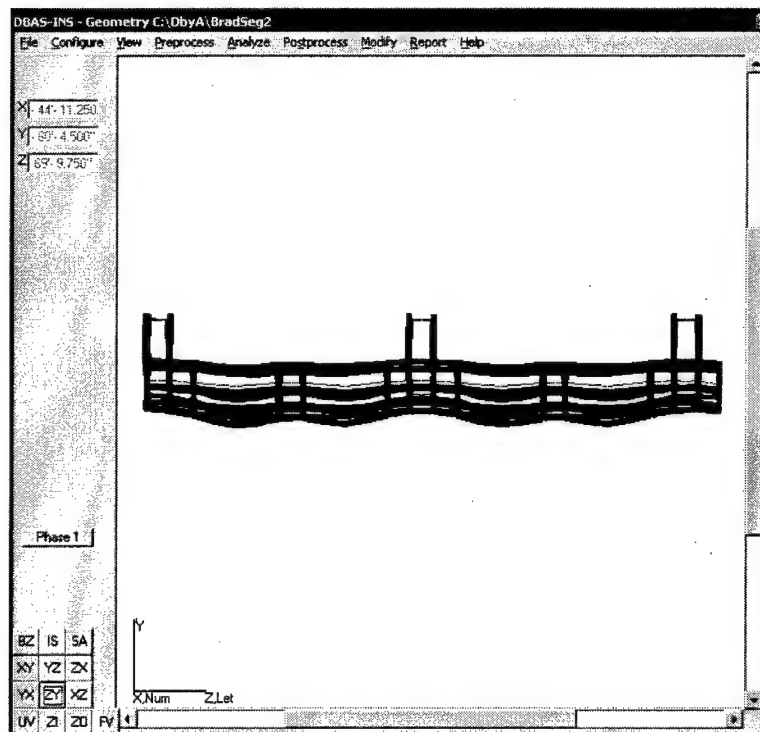 DBAS-INS - Geometry C:\DbyA\BradSeg2
File Configure View Preprocess Analyze Postprocess Modify Report Help
X - 44'- 11.250
Y - 60'- 4.500"
Z 69'- 9.750"
Phase 1
Y
X,Num Z,Let
BZ IS SA
XY YZ ZX
YX ZY XZ
UV ZI ZO FV